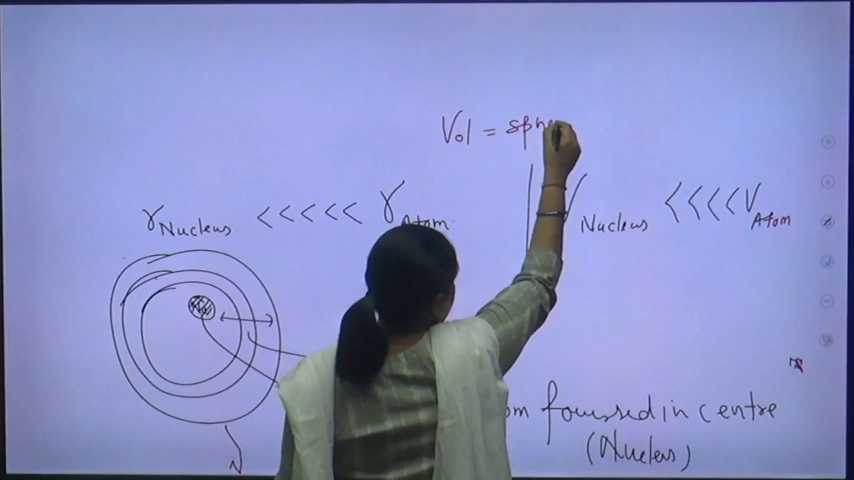 Vol = sphe
r Nucleus <<<<< r Atom
V Nucleus <<<< V Atom
om focussed in centre
(Nucleus)